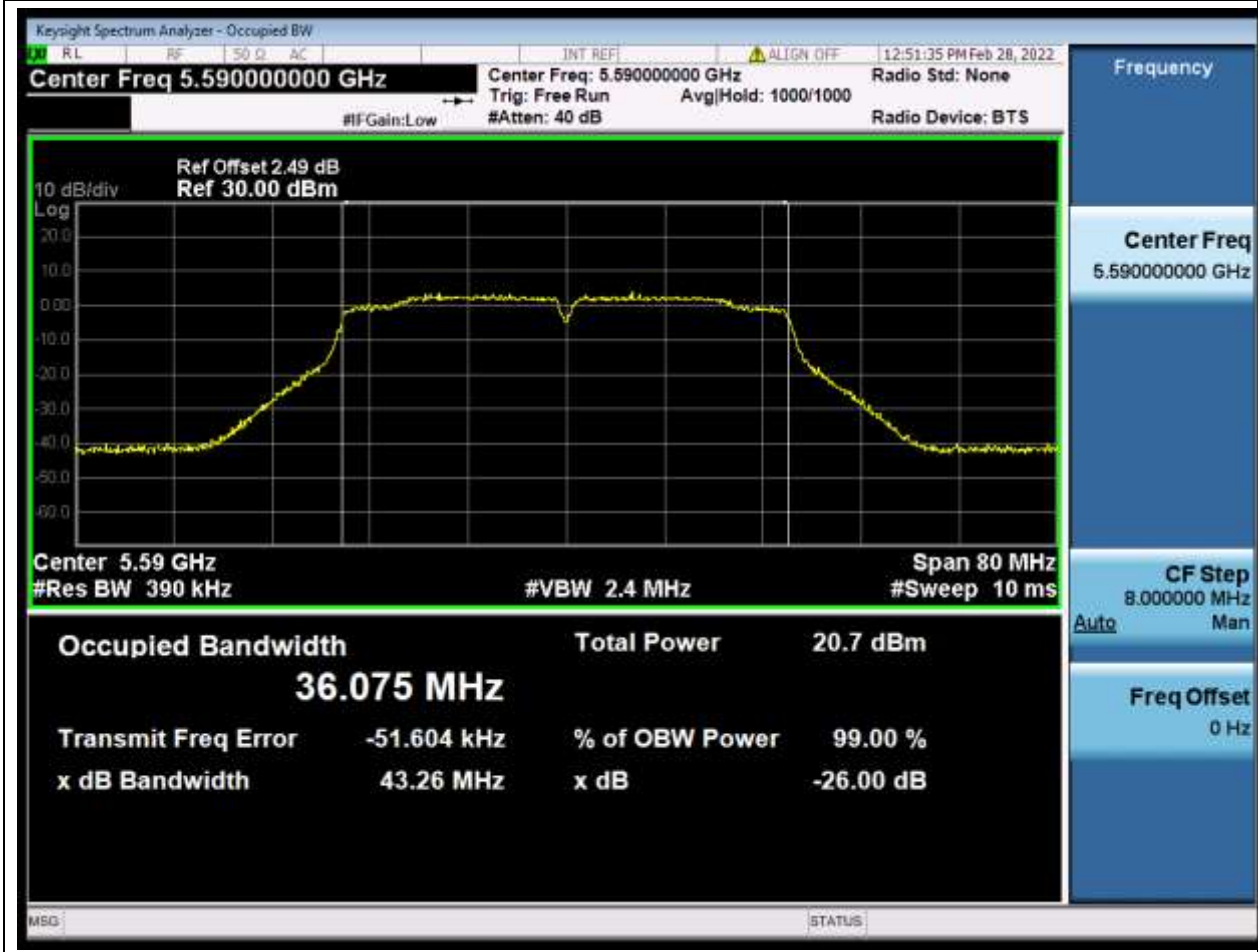 Keysight Spectrum Analyzer - Occupied BW
LXI RL RF 50 Ω AC INT REF ALIGN OFF 12:51:35 PM Feb 28, 2022
Center Freq 5.590000000 GHz
Center Freq: 5.590000000 GHz
Radio Std: None
Trig: Free Run
Avg|Hold: 1000/1000
#IFGain:Low
#Atten: 40 dB
Radio Device: BTS
Ref Offset 2.49 dB
10 dB/div
Ref 30.00 dBm
Log
20.0
10.0
0.00
-10.0
-20.0
-30.0
-40.0
-50.0
-60.0
Center 5.59 GHz
Span 80 MHz
#Res BW 390 kHz
#VBW 2.4 MHz
#Sweep 10 ms
Occupied Bandwidth
Total Power
20.7 dBm
36.075 MHz
Transmit Freq Error
-51.604 kHz
% of OBW Power
99.00 %
x dB Bandwidth
43.26 MHz
x dB
-26.00 dB
MSG
STATUS
Frequency
Center Freq
5.590000000 GHz
CF Step
8.000000 MHz
Auto
Man
Freq Offset
0 Hz